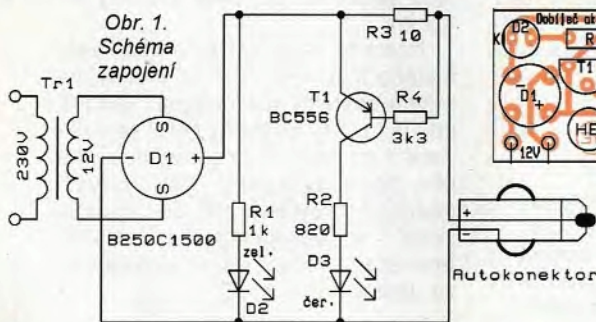 Obr. 1.
Schéma
zapojení
Tr1
230V
12V
S
D1
S
-
+
B250C1500
R1
1k
zel.
D2
T1
BC556
R2
820
D3
čer.
R3 10
R4
3k3
+
-
Autokonektor
Dobíječ
D2
K
R
T1
D1
-
+
12V